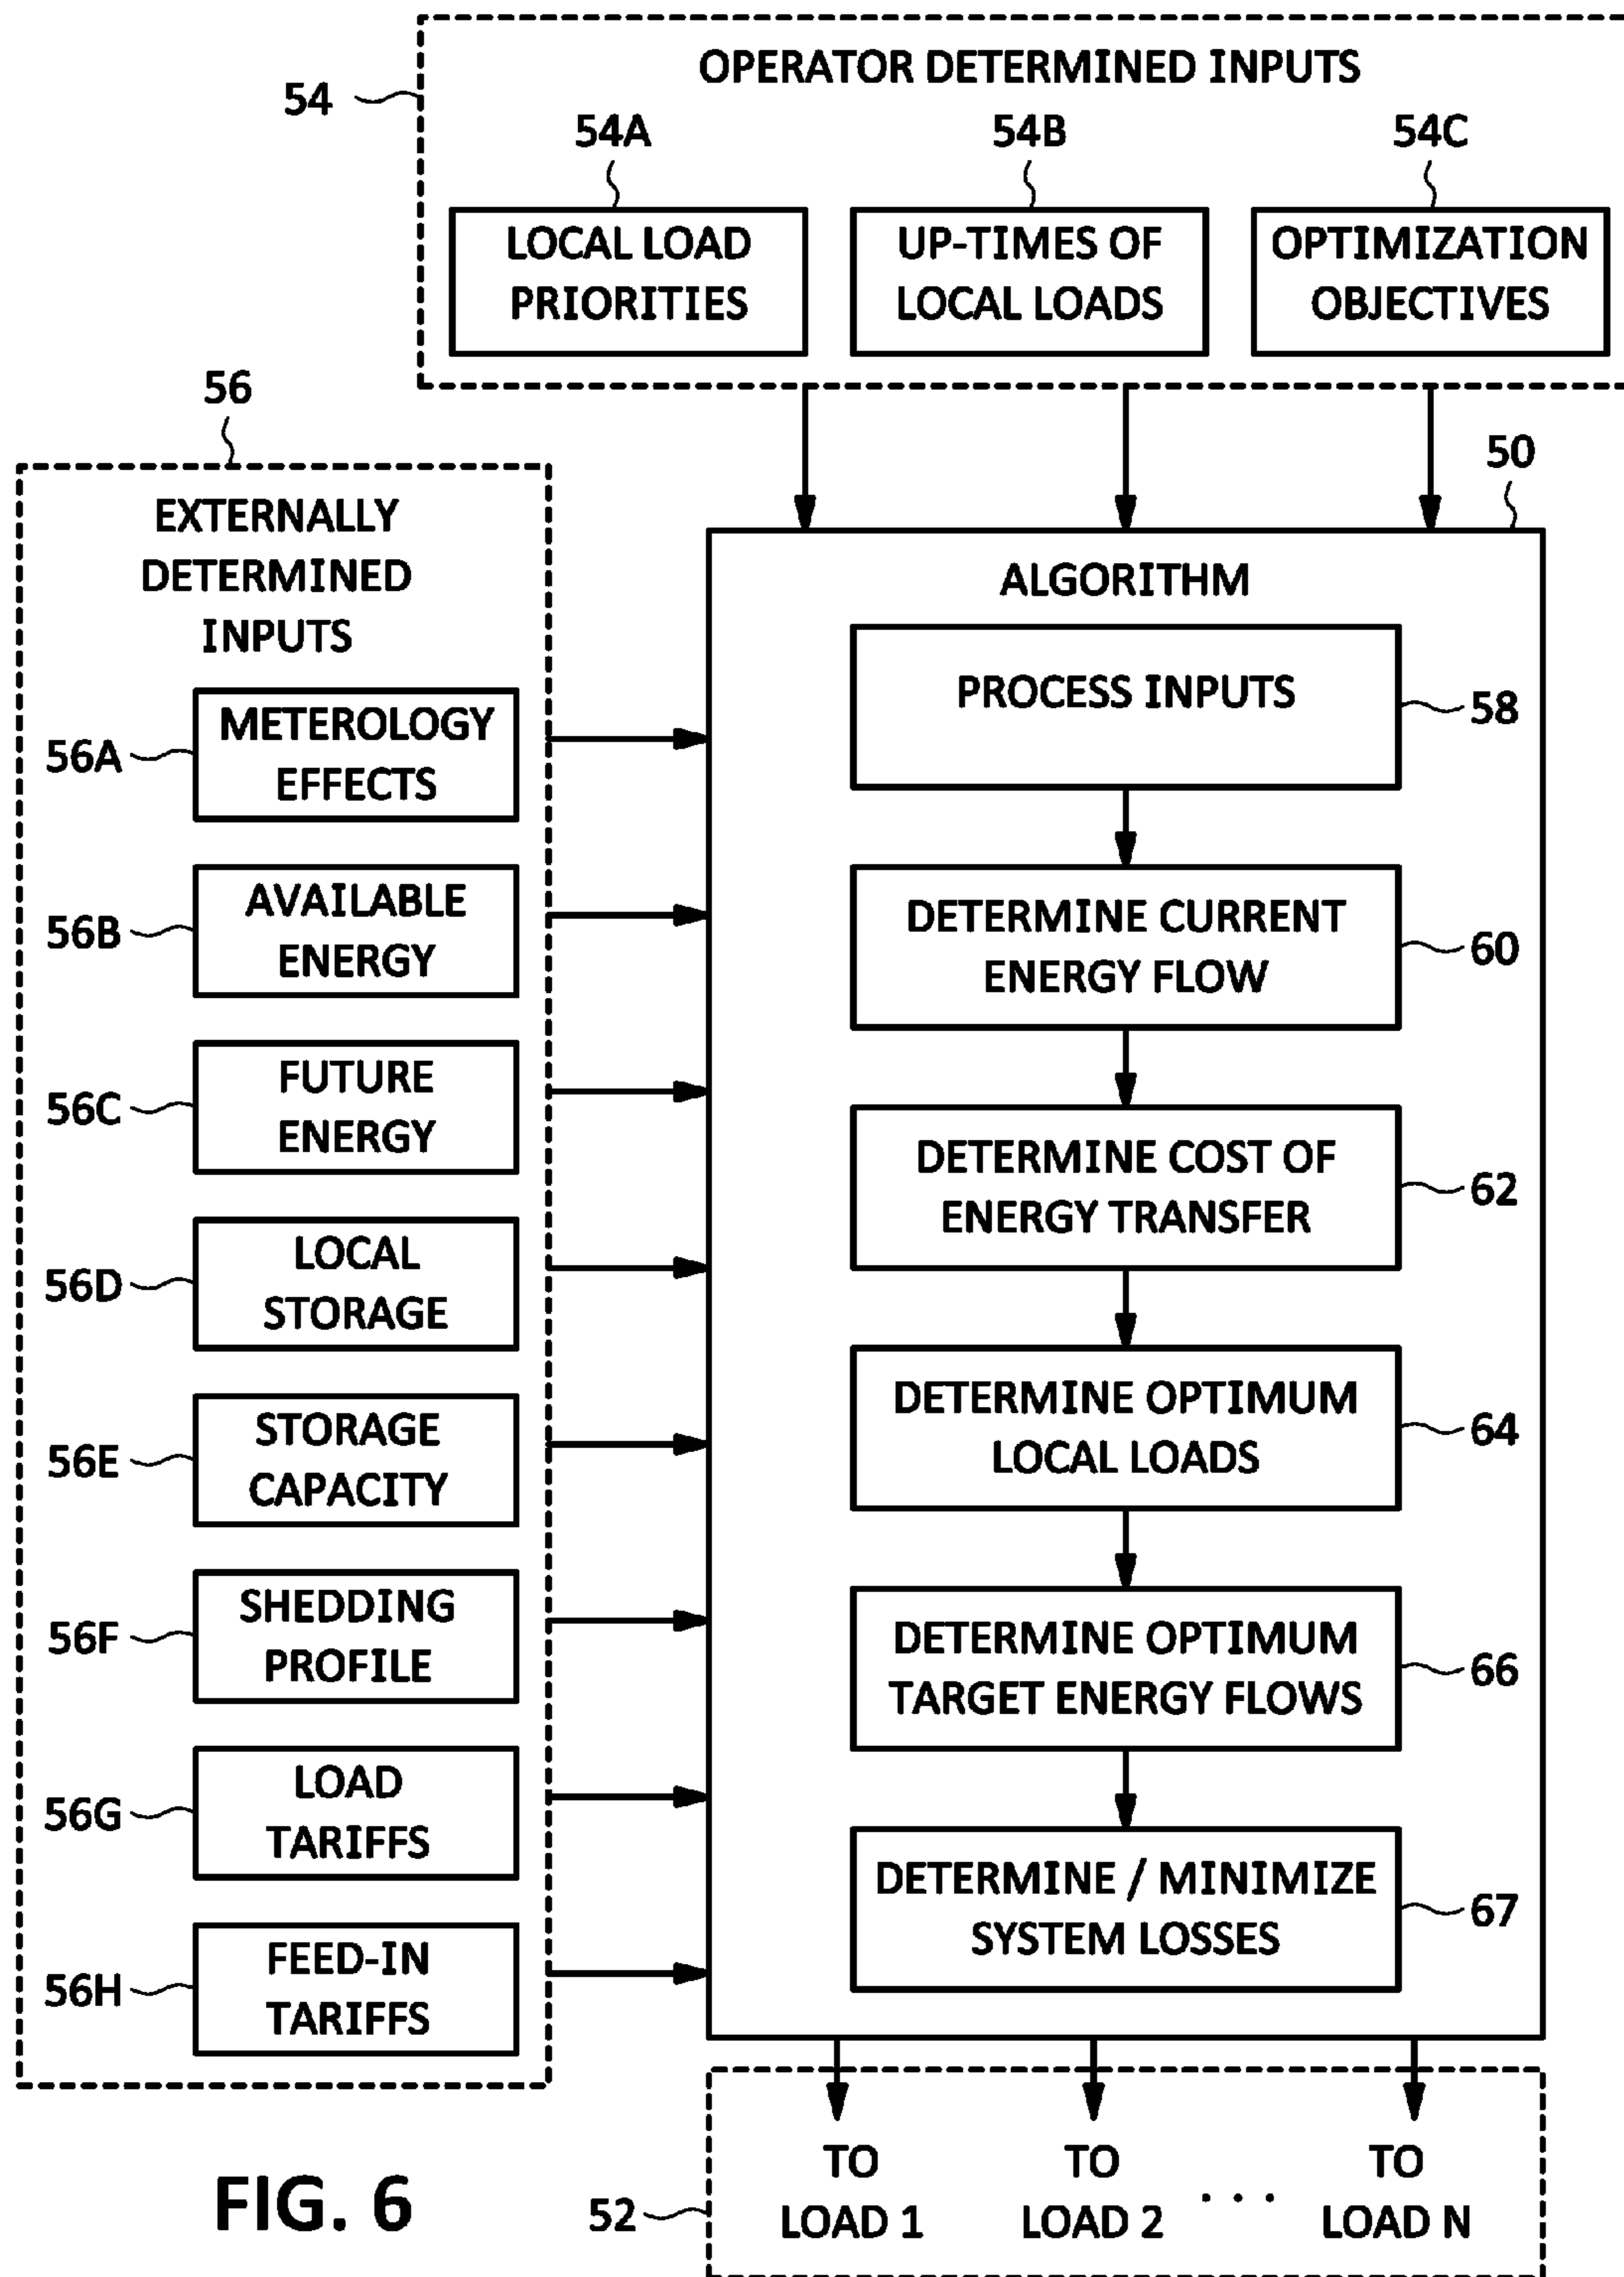 OPERATOR DETERMINED INPUTS
54
54A
54B
54C
LOCAL LOAD
PRIORITIES
UP-TIMES OF
LOCAL LOADS
OPTIMIZATION
OBJECTIVES
56
EXTERNALLY
DETERMINED
INPUTS
56A
METEROLOGY
EFFECTS
56B
AVAILABLE
ENERGY
56C
FUTURE
ENERGY
56D
LOCAL
STORAGE
56E
STORAGE
CAPACITY
56F
SHEDDING
PROFILE
56G
LOAD
TARIFFS
56H
FEED-IN
TARIFFS
50
ALGORITHM
PROCESS INPUTS
58
DETERMINE CURRENT
ENERGY FLOW
60
DETERMINE COST OF
ENERGY TRANSFER
62
DETERMINE OPTIMUM
LOCAL LOADS
64
DETERMINE OPTIMUM
TARGET ENERGY FLOWS
66
DETERMINE / MINIMIZE
SYSTEM LOSSES
67
52
TO
LOAD 1
TO
LOAD 2
. . .
TO
LOAD N
FIG. 6